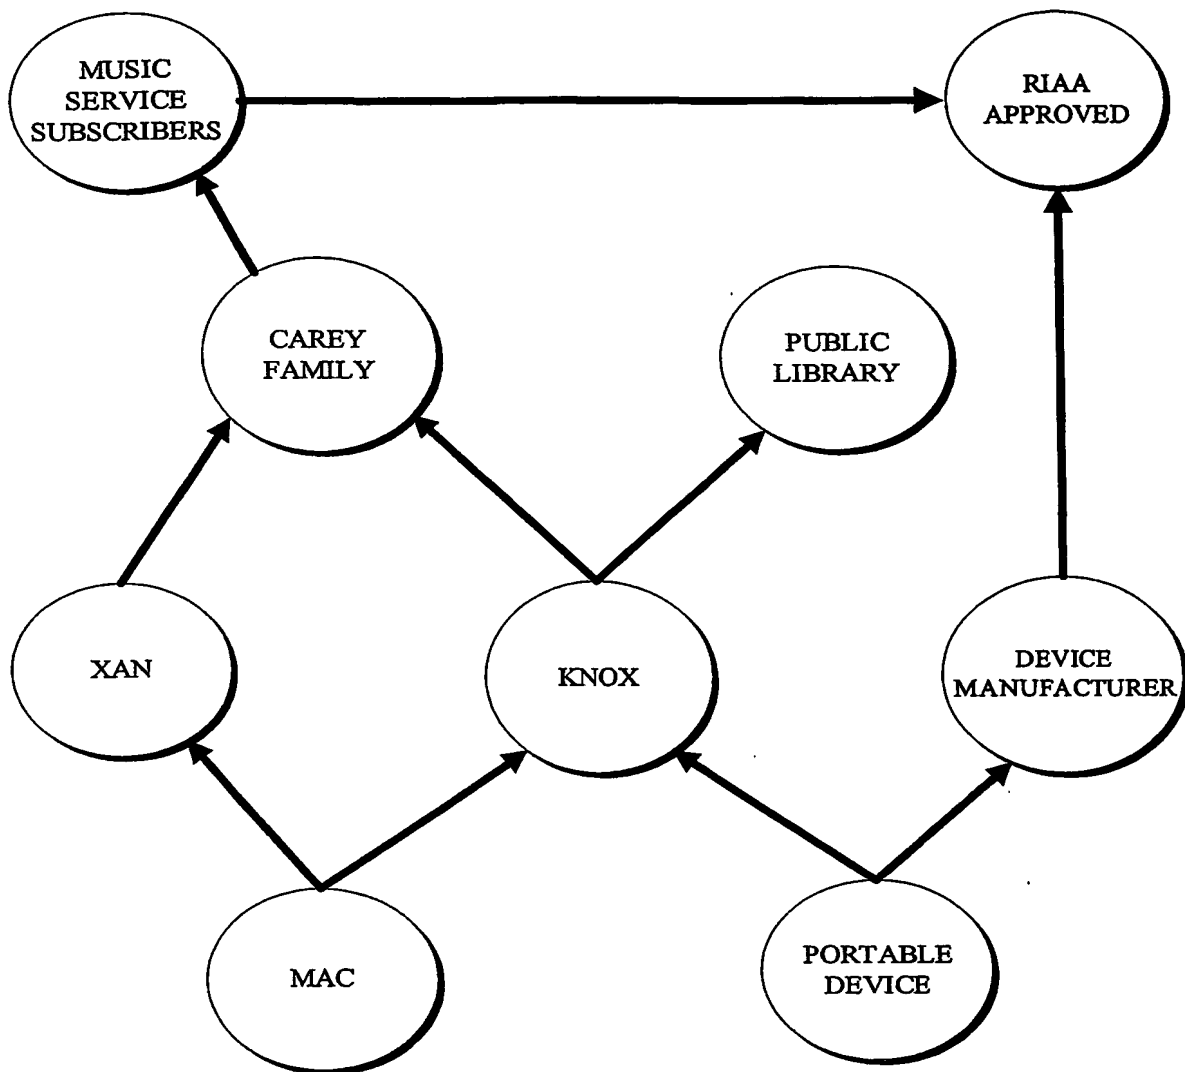 MUSIC
SERVICE
SUBSCRIBERS
RIAA
APPROVED
CAREY
FAMILY
PUBLIC
LIBRARY
XAN
KNOX
DEVICE
MANUFACTURER
MAC
PORTABLE
DEVICE